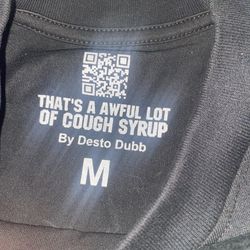 THAT'S A AWFUL LOT
OF COUGH SYRUP
By Desto Dubb
M